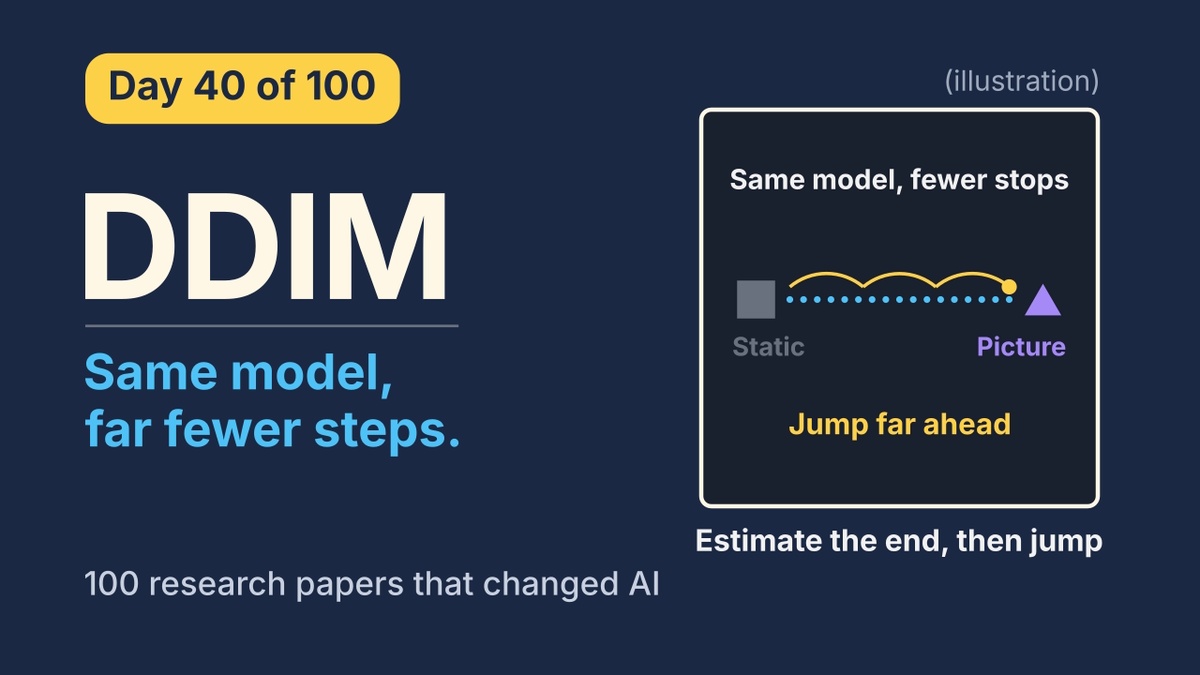 Day 40 of 100
DDIM
Same model,
far fewer steps.
100 research papers that changed AI
(illustration)
Same model, fewer stops
Static
Picture
Jump far ahead
Estimate the end, then jump